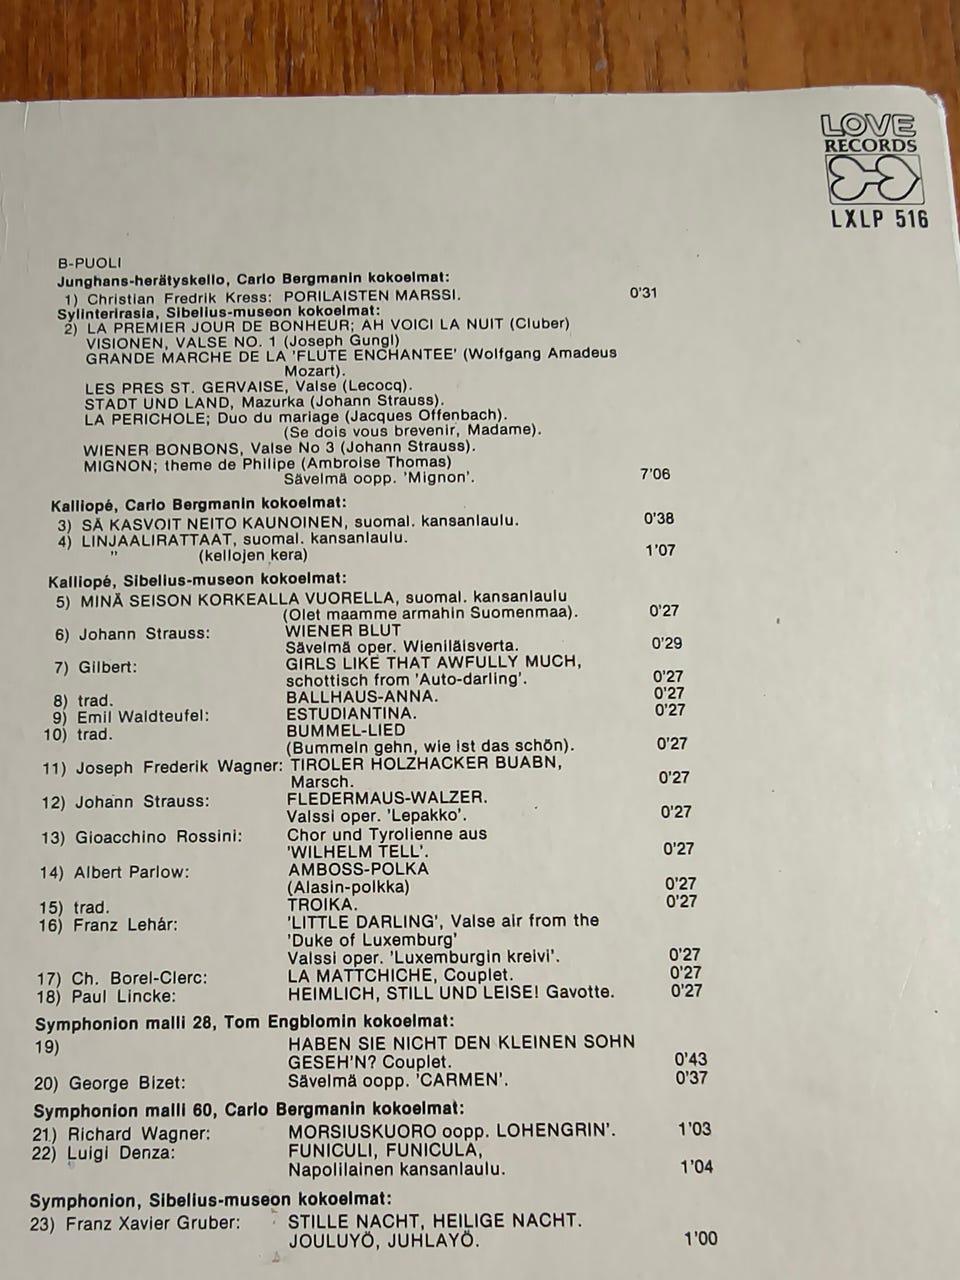 LOVE
RECORDS
LXLP 516
B-PUOLI
Junghans-herätyskello, Carlo Bergmanin kokoelmat:
1) Christian Fredrik Kress: PORILAISTEN MARSSI. 0'31
Sylinterirasia, Sibelius-museon kokoelmat:
2) LA PREMIER JOUR DE BONHEUR; AH VOICI LA NUIT (Cluber)
VISIONEN, VALSE NO. 1 (Joseph Gungl)
GRANDE MARCHE DE LA 'FLUTE ENCHANTEE' (Wolfgang Amadeus
Mozart).
LES PRES ST. GERVAISE, Valse (Lecocq).
STADT UND LAND, Mazurka (Johann Strauss).
LA PERICHOLE; Duo du mariage (Jacques Offenbach).
(Se dois vous brevenir, Madame).
WIENER BONBONS, Valse No 3 (Johann Strauss).
MIGNON; theme de Philipe (Ambroise Thomas)
Sävelmä oopp. 'Mignon'. 7'06
Kalliopé, Carlo Bergmanin kokoelmat:
3) SÄ KASVOIT NEITO KAUNOINEN, suomal. kansanlaulu. 0'38
4) LINJAALIRATTAAT, suomal. kansanlaulu.
" (kellojen kera) 1'07
Kalliopé, Sibelius-museon kokoelmat:
5) MINÄ SEISON KORKEALLA VUORELLA, suomal. kansanlaulu
(Olet maamme armahin Suomenmaa). 0'27
6) Johann Strauss: WIENER BLUT
Sävelmä oper. Wieniläisverta. 0'29
7) Gilbert: GIRLS LIKE THAT AWFULLY MUCH,
schottisch from 'Auto-darling'. 0'27
8) trad. BALLHAUS-ANNA. 0'27
9) Emil Waldteufel: ESTUDIANTINA. 0'27
10) trad. BUMMEL-LIED
(Bummeln gehn, wie ist das schön). 0'27
11) Joseph Frederik Wagner: TIROLER HOLZHACKER BUABN,
Marsch. 0'27
12) Johann Strauss: FLEDERMAUS-WALZER.
Valssi oper. 'Lepakko'. 0'27
13) Gioacchino Rossini: Chor und Tyrolienne aus
'WILHELM TELL'. 0'27
14) Albert Parlow: AMBOSS-POLKA
(Alasin-polkka) 0'27
15) trad. TROIKA. 0'27
16) Franz Lehár: 'LITTLE DARLING', Valse air from the
'Duke of Luxemburg'
Valssi oper. 'Luxemburgin kreivi'. 0'27
17) Ch. Borel-Clerc: LA MATTCHICHE, Couplet. 0'27
18) Paul Lincke: HEIMLICH, STILL UND LEISE! Gavotte. 0'27
Symphonion malli 28, Tom Engblomin kokoelmat:
19) HABEN SIE NICHT DEN KLEINEN SOHN
GESEH'N? Couplet. 0'43
20) George Bizet: Sävelmä oopp. 'CARMEN'. 0'37
Symphonion malli 60, Carlo Bergmanin kokoelmat:
21) Richard Wagner: MORSIUSKUORO oopp. LOHENGRIN'. 1'03
22) Luigi Denza: FUNICULI, FUNICULA,
Napolilainen kansanlaulu. 1'04
Symphonion, Sibelius-museon kokoelmat:
23) Franz Xavier Gruber: STILLE NACHT, HEILIGE NACHT.
JOULUYÖ, JUHLAYÖ. 1'00